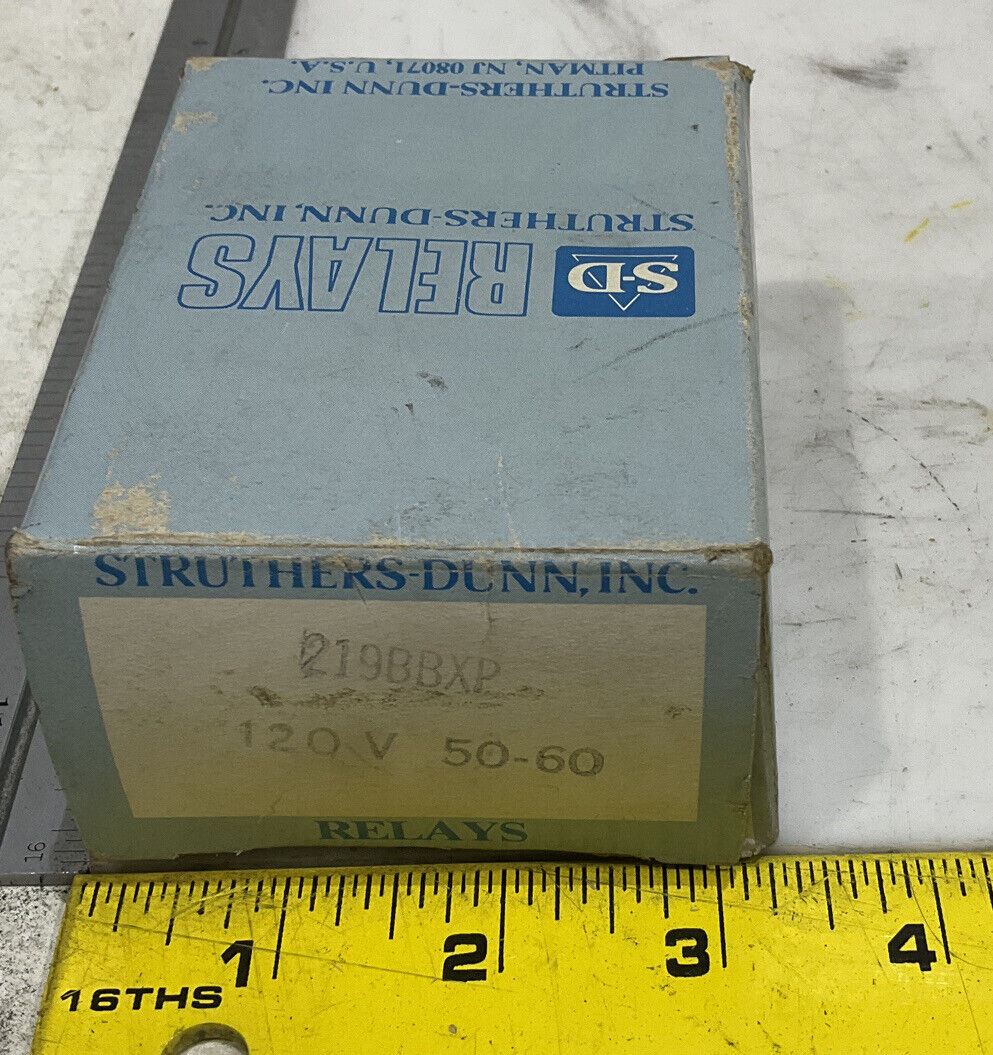 STRUTHERS-DUNN INC.
PITMAN, NJ 08071, U.S.A.
S-D RELAYS
STRUTHERS-DUNN, INC.
STRUTHERS-DUNN, INC.
219BBXP
120 V 50-60
RELAYS
16
1 2 3 4
16THS